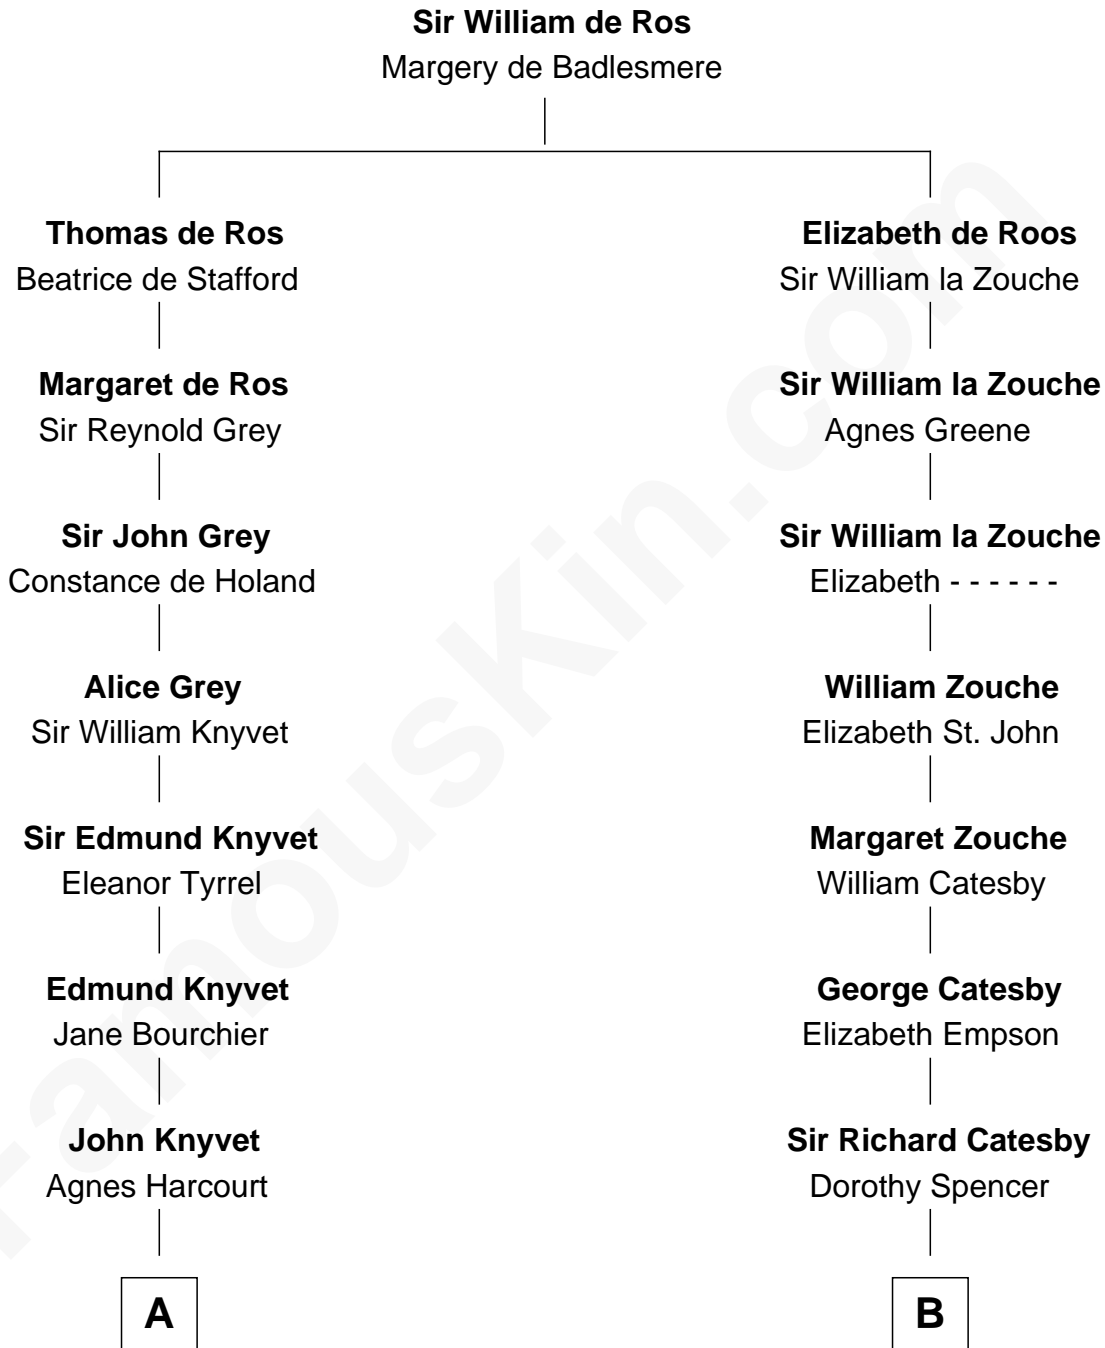 Sir William de Ros
Margery de Badlesmere
Thomas de Ros
Beatrice de Stafford
Margaret de Ros
Sir Reynold Grey
Sir John Grey
Constance de Holand
Alice Grey
Sir William Knyvet
Sir Edmund Knyvet
Eleanor Tyrrel
Edmund Knyvet
Jane Bourchier
John Knyvet
Agnes Harcourt
A
Elizabeth de Roos
Sir William la Zouche
Sir William la Zouche
Agnes Greene
Sir William la Zouche
Elizabeth - - - - - -
William Zouche
Elizabeth St. John
Margaret Zouche
William Catesby
George Catesby
Elizabeth Empson
Sir Richard Catesby
Dorothy Spencer
B
FamousKin.com